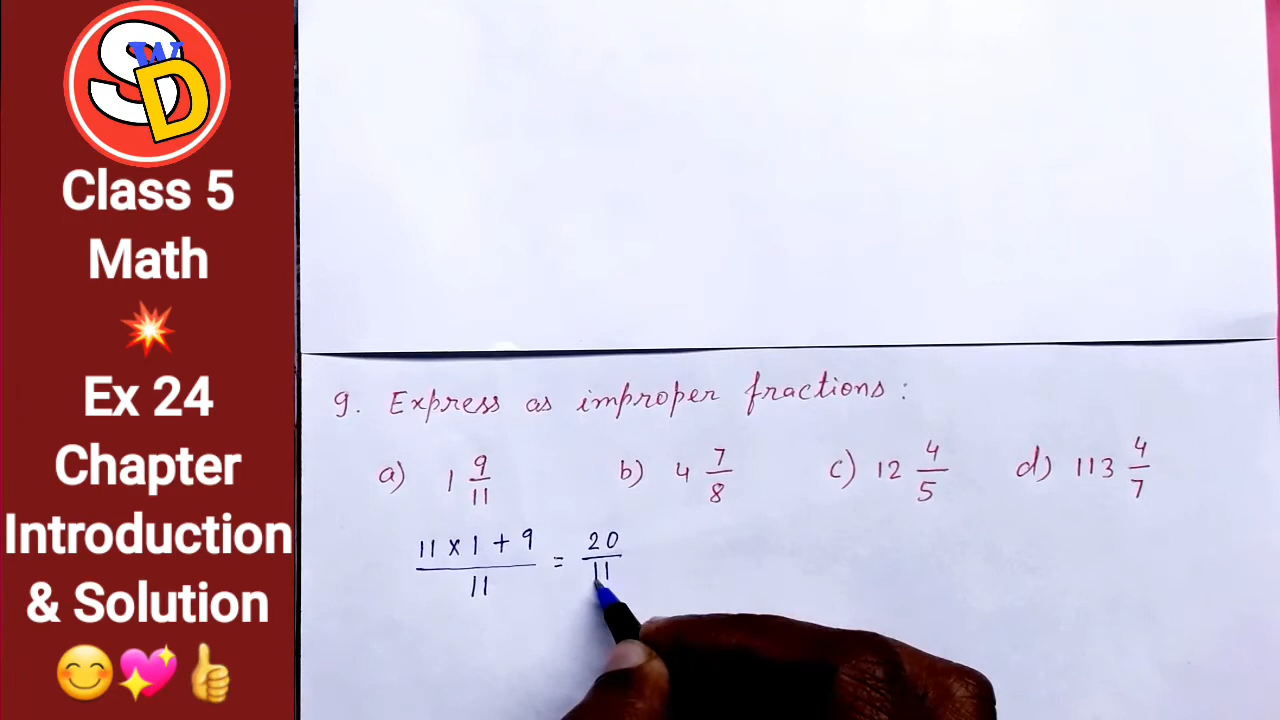 SWD
Class 5
Math
💥
Ex 24
Chapter
Introduction
& Solution
😊💖👍
9. Express as improper fractions :
a) 1 9/11 b) 4 7/8 c) 12 4/5 d) 113 4/7
11 × 1 + 9 / 11 = 20/11